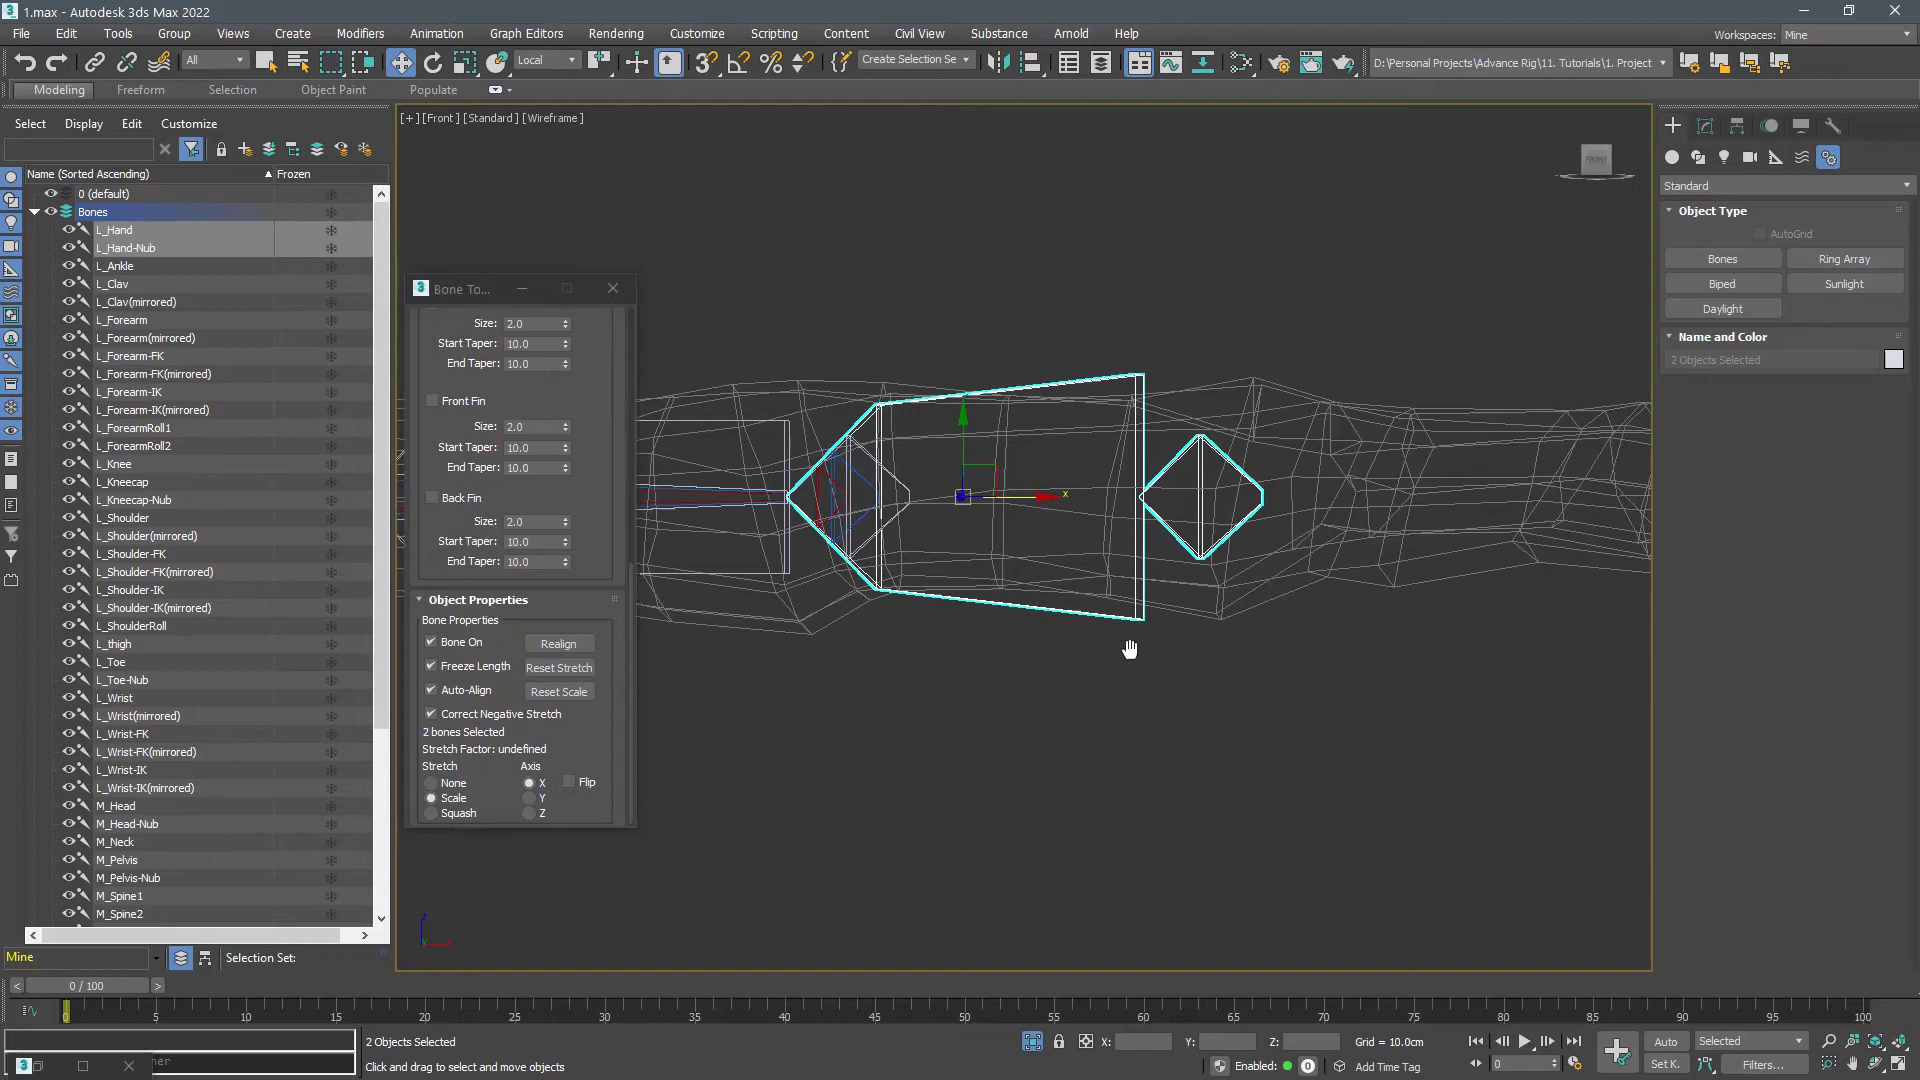 1.max - Autodesk 3ds Max 2022
File Edit Tools Group Views Create Modifiers Animation Graph Editors Rendering Customize Scripting Content Civil View Substance Arnold Help
Workspaces: Mine
All
Local
Create Selection Se
D:\Personal Projects\Advance Rig\11. Tutorials\1. Project
Modeling Freeform Selection Object Paint Populate
Select Display Edit Customize
[+] [Front] [Standard] [Wireframe]
FRONT
Name (Sorted Ascending) Frozen
0 (default)
Bones
L_Hand
L_Hand-Nub
L_Ankle
L_Clav
L_Clav(mirrored)
L_Forearm
L_Forearm(mirrored)
L_Forearm-FK
L_Forearm-FK(mirrored)
L_Forearm-IK
L_Forearm-IK(mirrored)
L_ForearmRoll1
L_ForearmRoll2
L_Knee
L_Kneecap
L_Kneecap-Nub
L_Shoulder
L_Shoulder(mirrored)
L_Shoulder-FK
L_Shoulder-FK(mirrored)
L_Shoulder-IK
L_Shoulder-IK(mirrored)
L_ShoulderRoll
L_thigh
L_Toe
L_Toe-Nub
L_Wrist
L_Wrist(mirrored)
L_Wrist-FK
L_Wrist-FK(mirrored)
L_Wrist-IK
L_Wrist-IK(mirrored)
M_Head
M_Head-Nub
M_Neck
M_Pelvis
M_Pelvis-Nub
M_Spine1
M_Spine2
Bone To...
Size: 2.0
Start Taper: 10.0
End Taper: 10.0
Front Fin
Size: 2.0
Start Taper: 10.0
End Taper: 10.0
Back Fin
Size: 2.0
Start Taper: 10.0
End Taper: 10.0
Object Properties
Bone Properties
Bone On Realign
Freeze Length Reset Stretch
Auto-Align Reset Scale
Correct Negative Stretch
2 bones Selected
Stretch Factor: undefined
Stretch Axis
None X Flip
Scale Y
Squash Z
x
z
Standard
Object Type
AutoGrid
Bones Ring Array
Biped Sunlight
Daylight
Name and Color
2 Objects Selected
Mine
Selection Set:
0 / 100
0 5 10 15 20 25 30 35 40 45 50 55 60 65 70 75 80 85 90 95 100
2 Objects Selected
Click and drag to select and move objects
X: Y: Z: Grid = 10.0cm
Enabled: 0 Add Time Tag
0
Auto Selected
Set K. Filters...